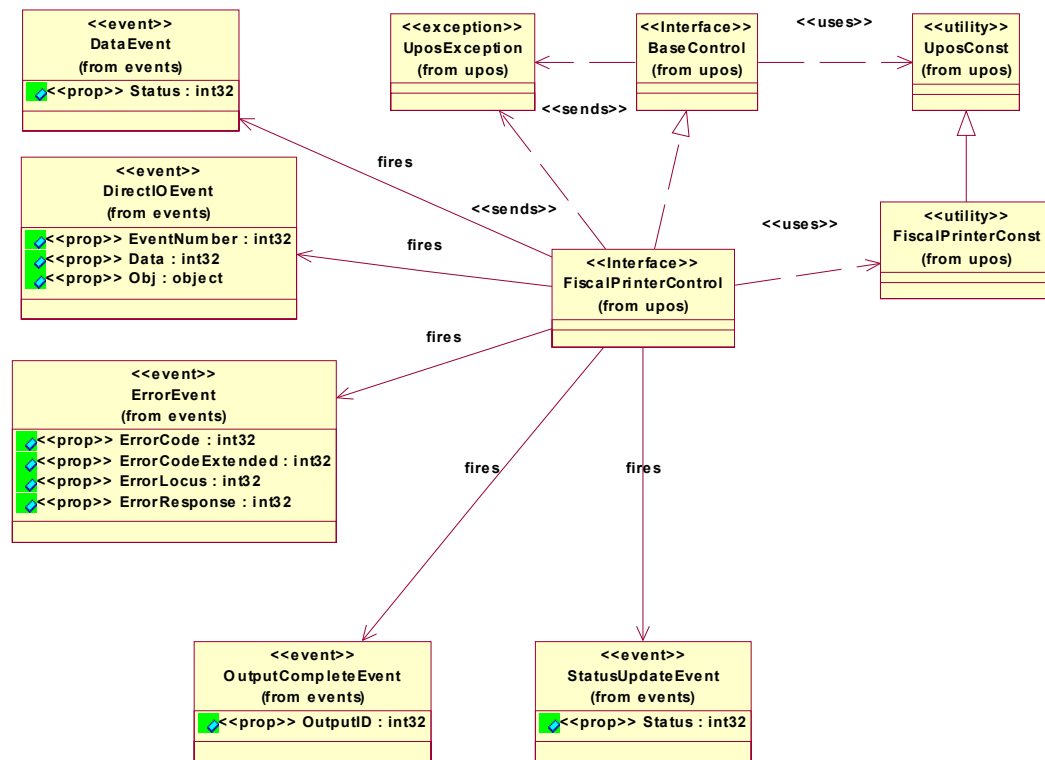 <<event>>
DataEvent
(from events)
<<prop>> Status : int32
<<exception>>
UposException
(from upos)
<<Interface>>
BaseControl
(from upos)
<<uses>>
<<utility>>
UposConst
(from upos)
<<sends>>
fires
<<event>>
DirectIOEvent
(from events)
<<prop>> EventNumber : int32
<<prop>> Data : int32
<<prop>> Obj : object
<<sends>>
fires
<<uses>>
<<utility>>
FiscalPrinterConst
(from upos)
<<Interface>>
FiscalPrinterControl
(from upos)
fires
<<event>>
ErrorEvent
(from events)
<<prop>> ErrorCode : int32
<<prop>> ErrorCodeExtended : int32
<<prop>> ErrorLocus : int32
<<prop>> ErrorResponse : int32
fires
fires
<<event>>
OutputCompleteEvent
(from events)
<<prop>> OutputID : int32
<<event>>
StatusUpdateEvent
(from events)
<<prop>> Status : int32